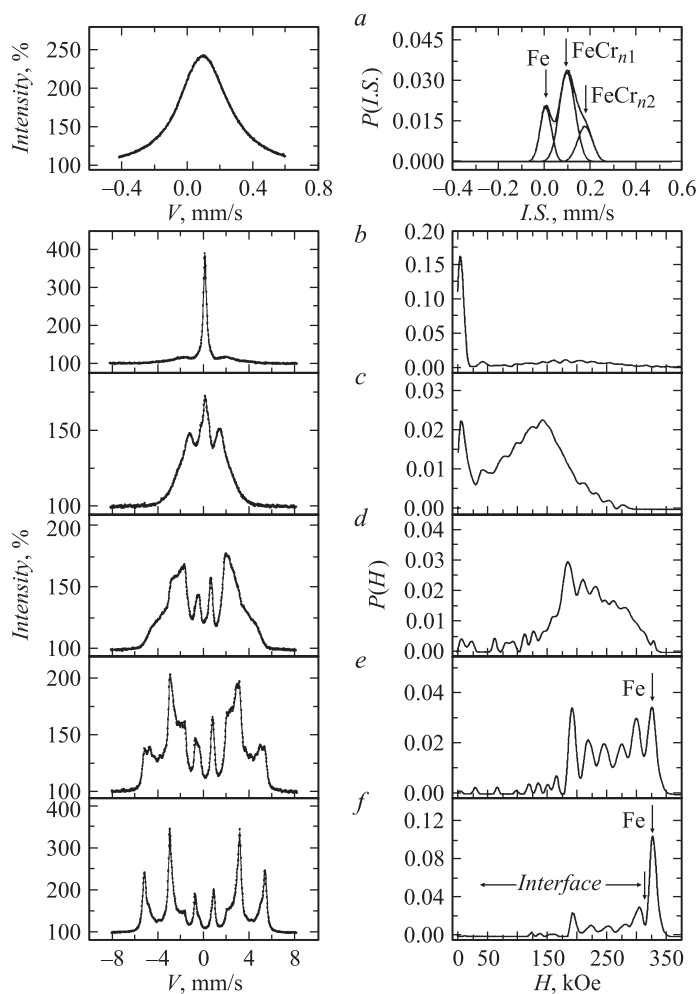 a
Intensity, %
250
200
150
100
−0.4 0.0 0.4 0.8
V, mm/s
P(I.S.)
0.045
0.030
0.015
0.000
Fe
FeCrn1
FeCrn2
−0.4 −0.2 0.0 0.2 0.4 0.6
I.S., mm/s
b
400
300
200
100
0.20
0.15
0.10
0.05
0.00
c
150
100
0.03
0.02
0.01
0.00
d
Intensity, %
200
150
100
P(H)
0.04
0.03
0.02
0.01
0.00
e
200
150
100
0.04
0.02
0.00
Fe
f
400
300
200
100
−8 −4 0 4 8
V, mm/s
0.12
0.08
0.04
0.00
Fe
Interface
0 50 150 250 350
H, kOe